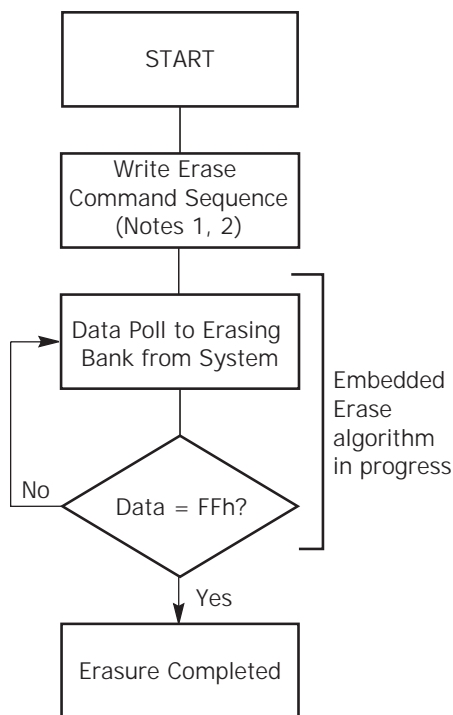 START
Write Erase
Command Sequence
(Notes 1, 2)
Data Poll to Erasing
Bank from System
Embedded
Erase
algorithm
in progress
No
Data = FFh?
Yes
Erasure Completed